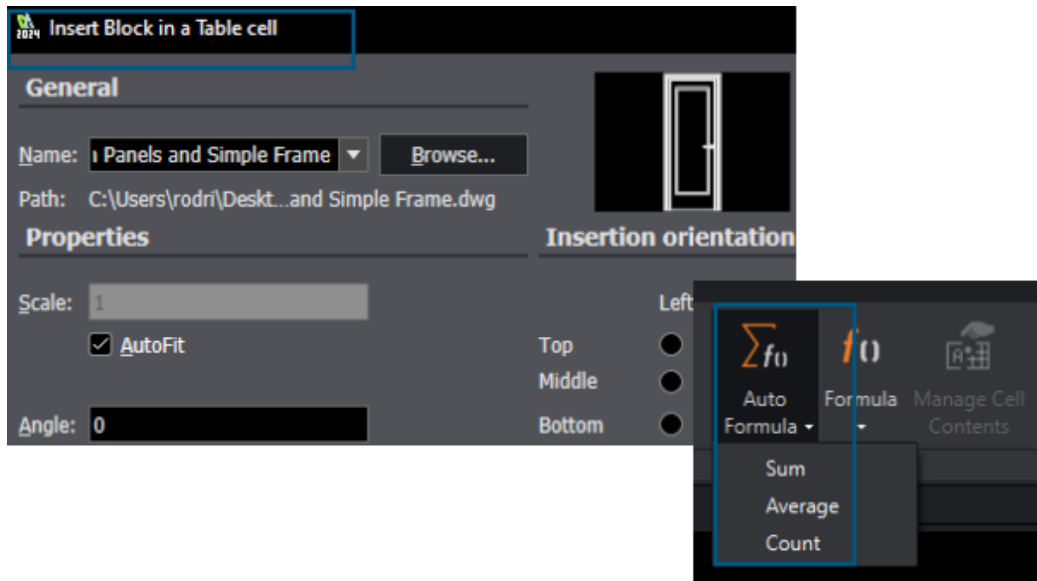 2024 Insert Block in a Table cell
General
Name: Panels and Simple Frame Browse...
Path: C:\Users\rodri\Deskt...and Simple Frame.dwg
Properties Insertion orientation
Scale: 1
Left
AutoFit
Top
Middle
Angle: 0
Bottom
Σf() f()
Auto Formula Manage Cell
Formula Contents
Sum
Average
Count